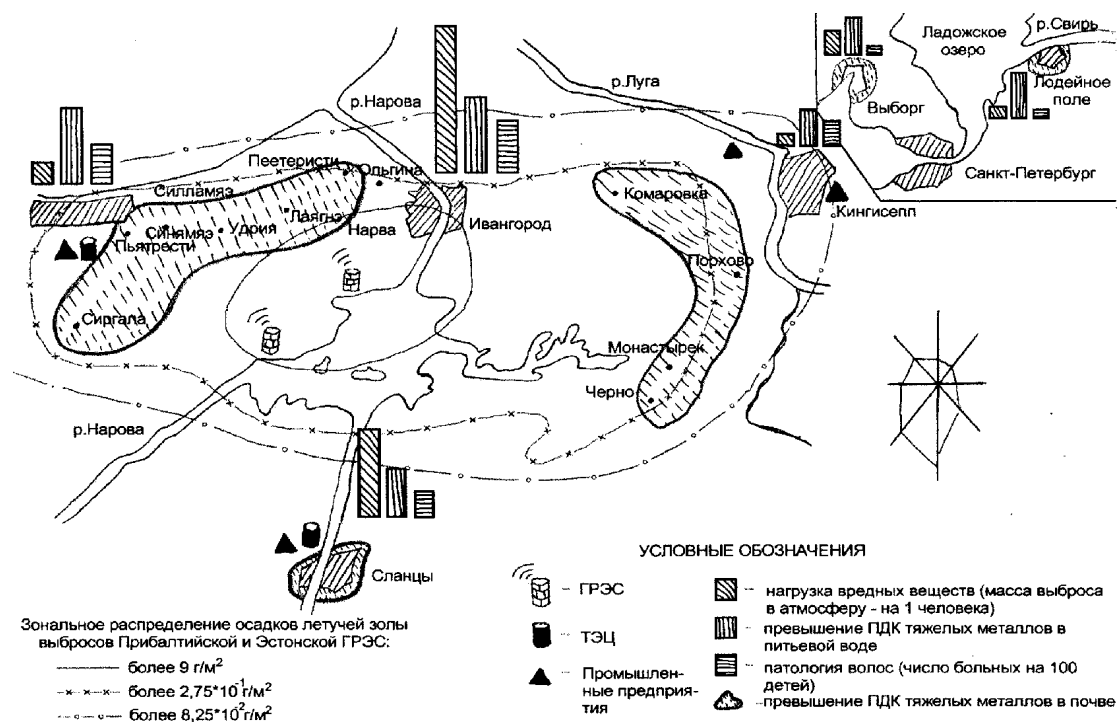 р.Свирь
Ладожское
озеро
Лодейное
поле
Выборг
Санкт-Петербург
р.Луга
р.Нарова
Пеетеристи
Ольгина
Силламяэ
Комаровка
Кингисепп
Лаягнэ
Синамяэ
Удрия
Нарва
Ивангород
Пьятрести
Порхово
Сиргала
Монастырек
Черно
р.Нарова
Сланцы
УСЛОВНЫЕ ОБОЗНАЧЕНИЯ
- ГРЭС
- ТЭЦ
- Промышлен-
ные предприя-
тия
- нагрузка вредных веществ (масса выброса
в атмосферу - на 1 человека)
- превышение ПДК тяжелых металлов в
питьевой воде
- патология волос (число больных на 100
детей)
- превышение ПДК тяжелых металлов в почве
Зональное распределение осадков летучей золы
выбросов Прибалтийской и Эстонской ГРЭС:
более 9 г/м²
более 2,75*10⁻¹г/м²
более 8,25*10²г/м²